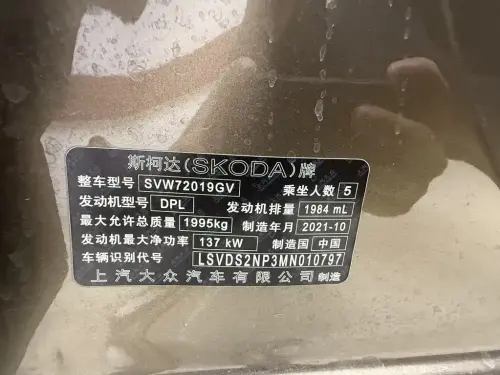 斯柯达(SKODA)牌
整车型号 SVW72019GV 乘坐人数 5
发动机型号 DPL 发动机排量 1984 mL
最大允许总质量 1995kg 制造年月 2021-10
发动机最大净功率 137 kW 制造国 中国
车辆识别代号 LSVDS2NP3MN010797
上汽大众汽车有限公司 制造